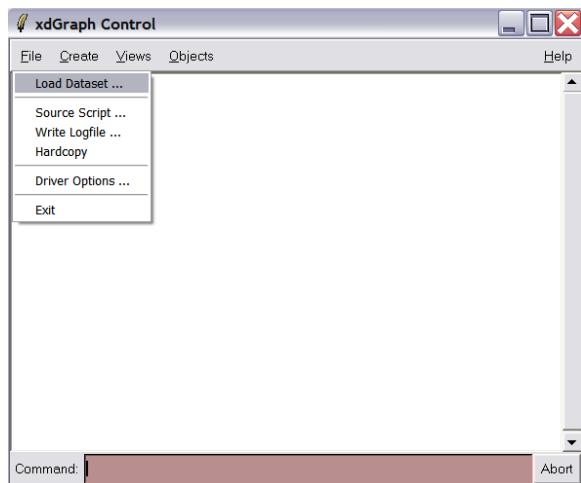 xdGraph Control
File Create Views Objects Help
Load Dataset ...
Source Script ...
Write Logfile ...
Hardcopy
Driver Options ...
Exit
Command: Abort